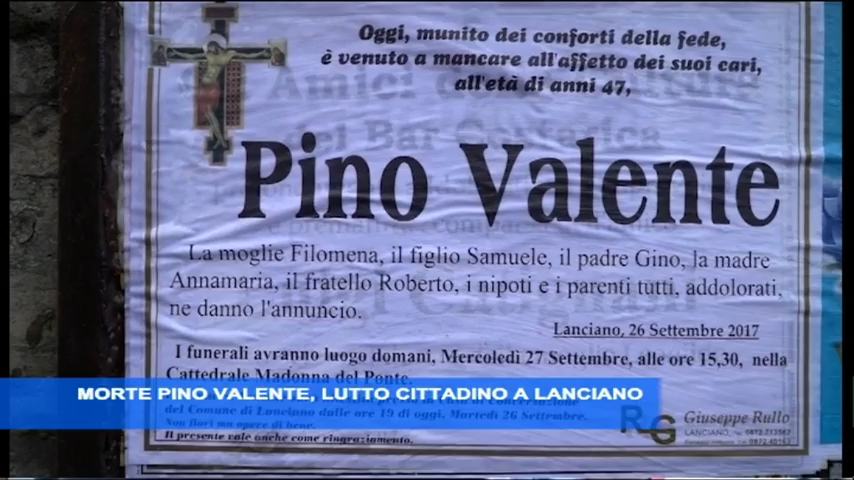 Oggi, munito dei conforti della fede,
è venuto a mancare all'affetto dei suoi cari,
all'età di anni 47,
Pino Valente
La moglie Filomena, il figlio Samuele, il padre Gino, la madre
Annamaria, il fratello Roberto, i nipoti e i parenti tutti, addolorati,
ne danno l'annuncio.
Lanciano, 26 Settembre 2017
I funerali avranno luogo domani, Mercoledì 27 Settembre, alle ore 15,30, nella
Cattedrale Madonna del Ponte.
MORTE PINO VALENTE, LUTTO CITTADINO A LANCIANO
del Comune di Lanciano dalle ore 19 di oggi, Martedì 26 Settembre.
Non fiori ma opere di bene.
Il presente vale anche come ringraziamento.
RG Giuseppe Rullo
LANCIANO,